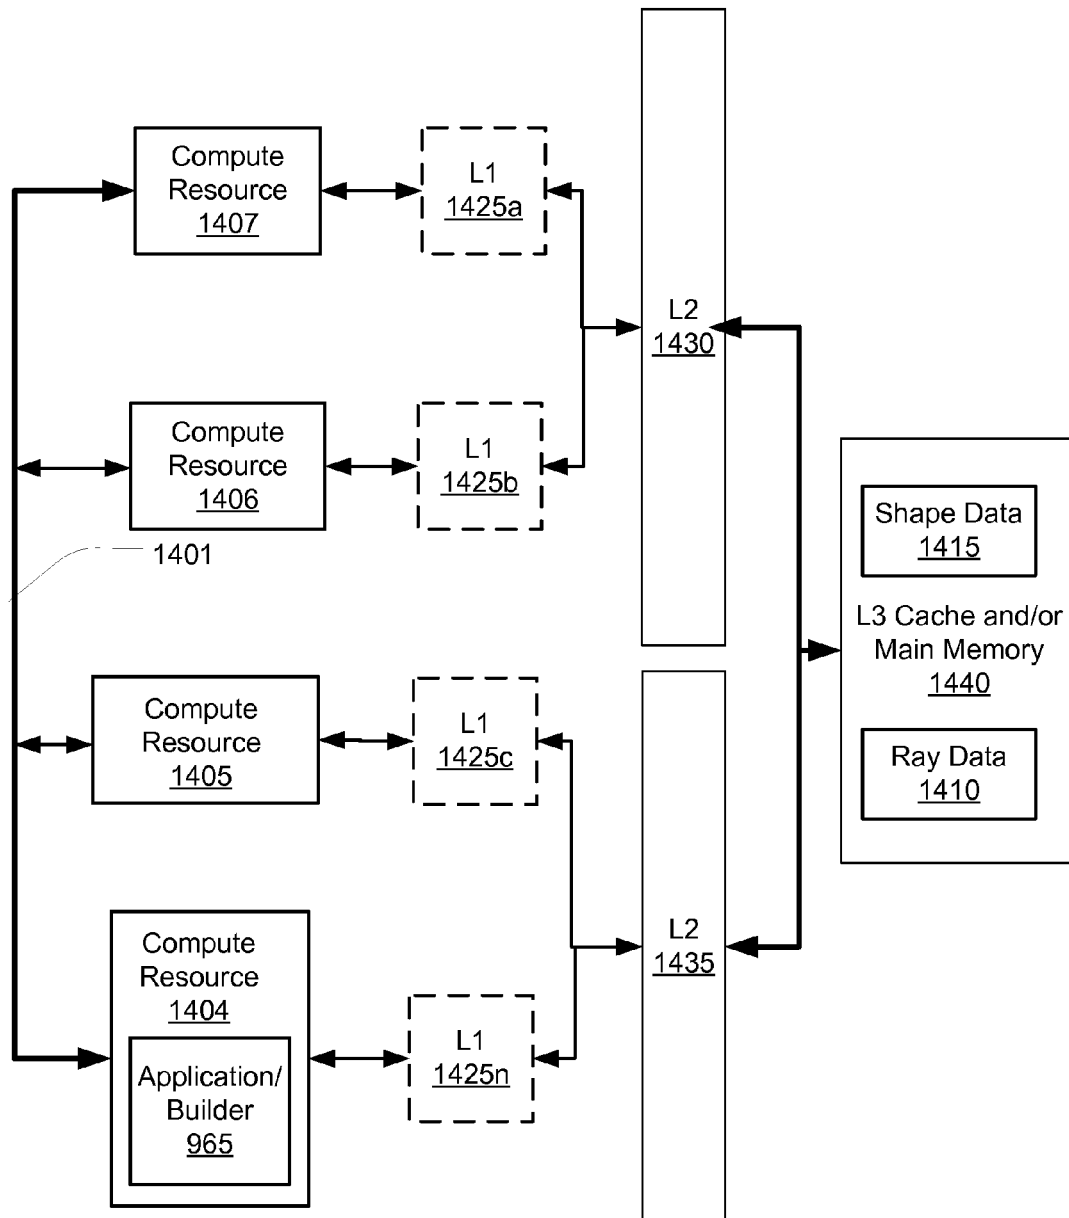 Compute
Resource
1407
L1
1425a
L2
1430
Compute
Resource
1406
L1
1425b
1401
Shape Data
1415
L3 Cache and/or
Main Memory
1440
Ray Data
1410
Compute
Resource
1405
L1
1425c
L2
1435
Compute
Resource
1404
Application/
Builder
965
L1
1425n